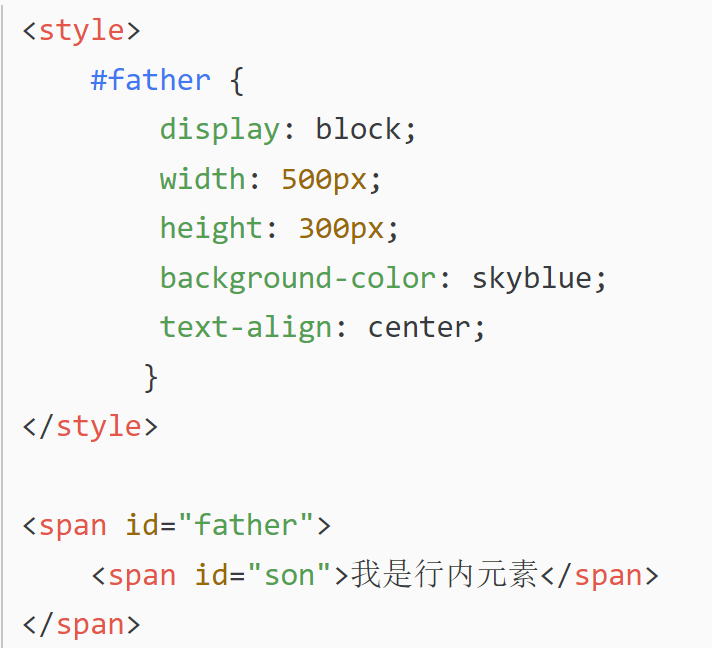 <style>
#father {
display: block;
width: 500px;
height: 300px;
background-color: skyblue;
text-align: center;
}
</style>
<span id="father">
<span id="son">我是行内元素</span>
</span>